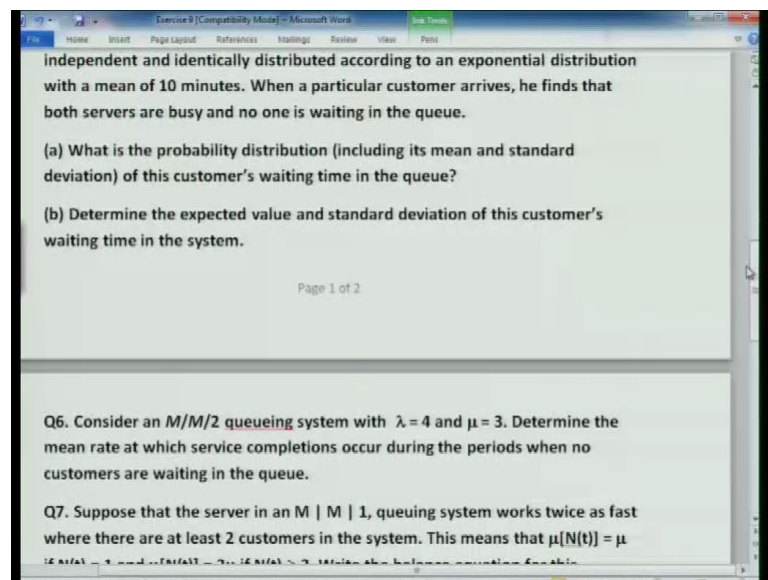 Exercise 9 [Compatibility Mode] - Microsoft Word
Ink Tools
File Home Insert Page Layout References Mailings Review View Pens
independent and identically distributed according to an exponential distribution
with a mean of 10 minutes. When a particular customer arrives, he finds that
both servers are busy and no one is waiting in the queue.
(a) What is the probability distribution (including its mean and standard
deviation) of this customer's waiting time in the queue?
(b) Determine the expected value and standard deviation of this customer's
waiting time in the system.
Page 1 of 2
Q6. Consider an M/M/2 queueing system with λ = 4 and μ = 3. Determine the
mean rate at which service completions occur during the periods when no
customers are waiting in the queue.
Q7. Suppose that the server in an M | M | 1, queuing system works twice as fast
where there are at least 2 customers in the system. This means that μ[N(t)] = μ